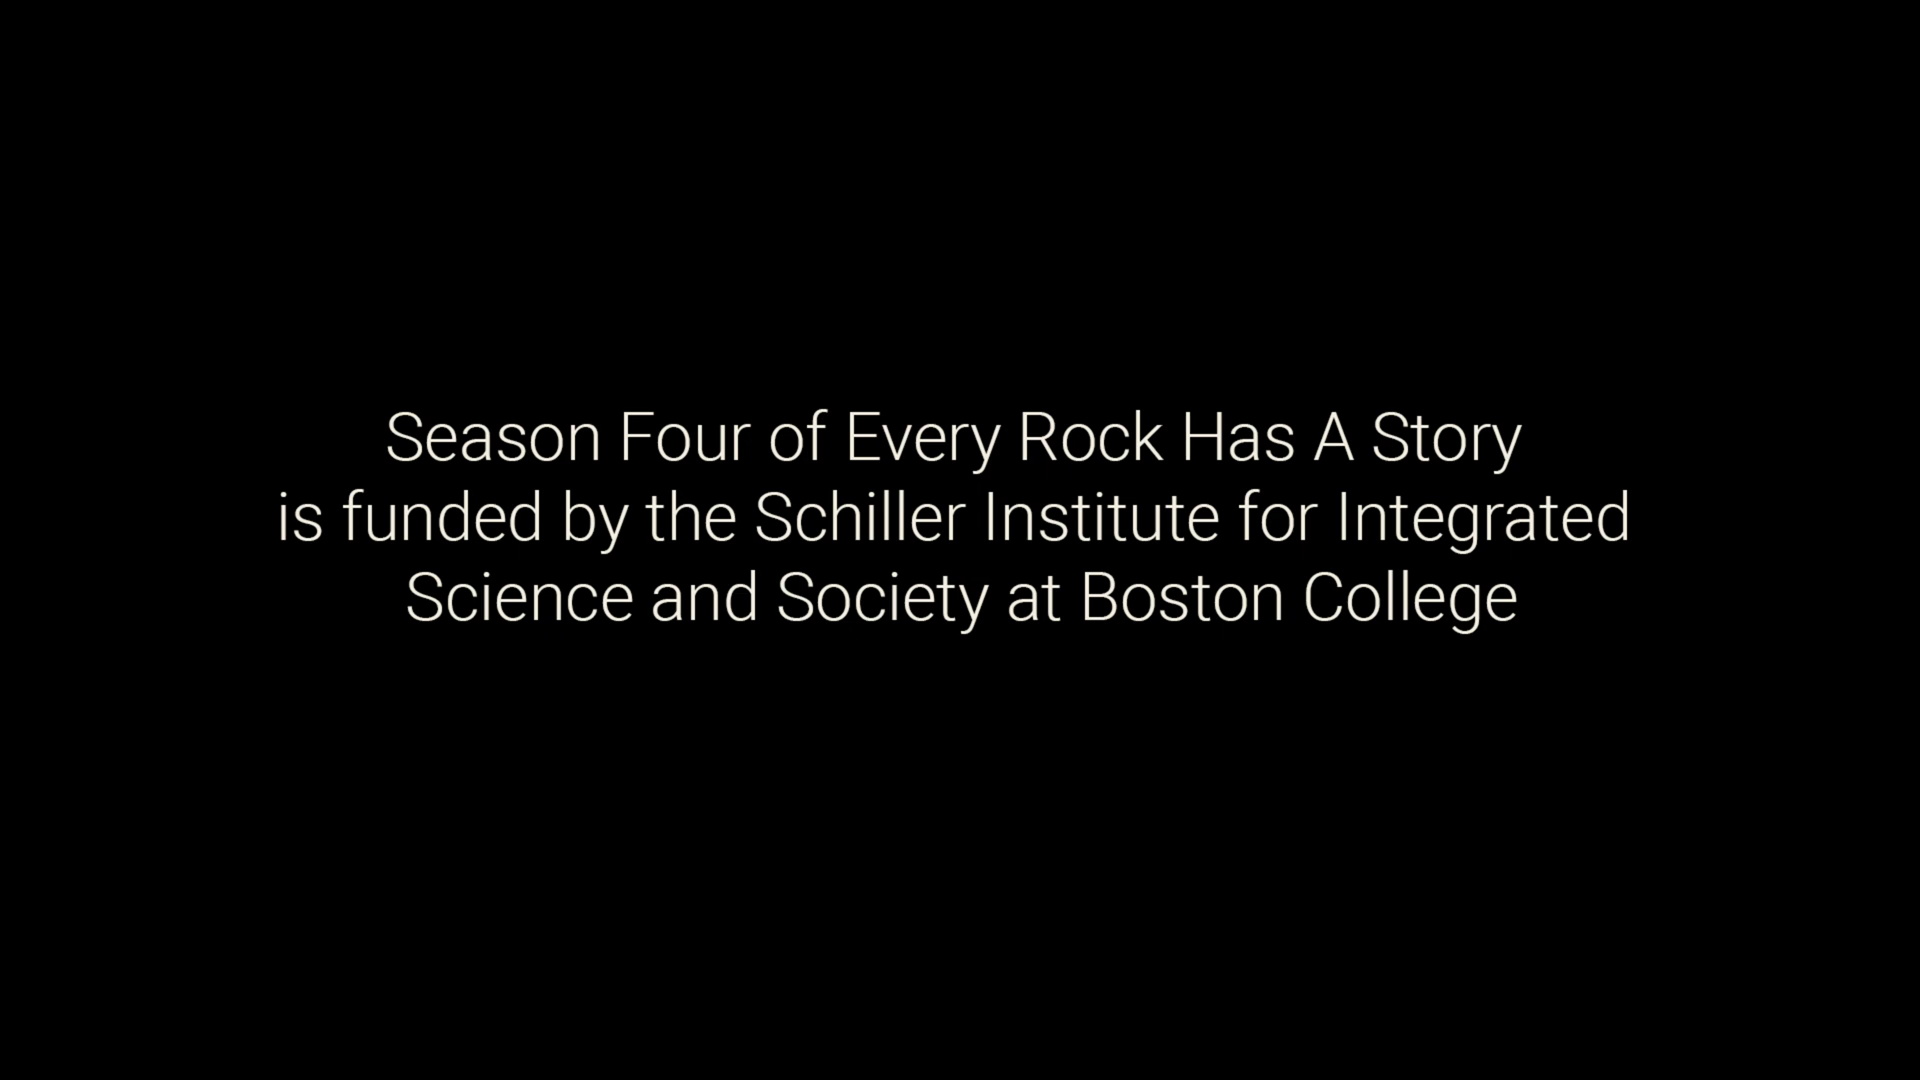 Season Four of Every Rock Has A Story
is funded by the Schiller Institute for Integrated
Science and Society at Boston College